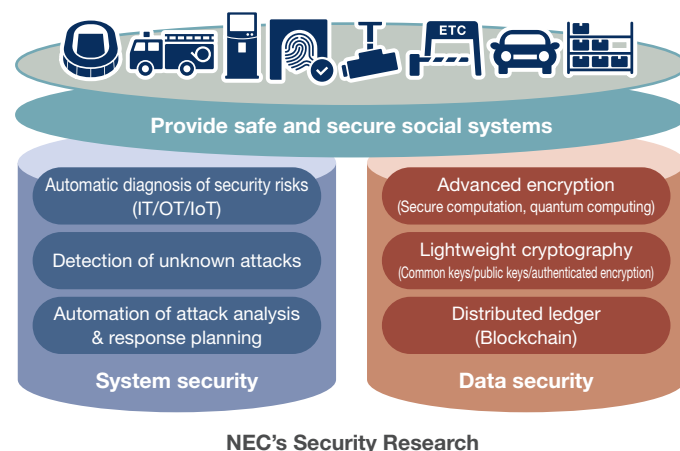 ETC
Provide safe and secure social systems
Automatic diagnosis of security risks
(IT/OT/IoT)
Detection of unknown attacks
Automation of attack analysis
& response planning
System security
Advanced encryption
(Secure computation, quantum computing)
Lightweight cryptography
(Common keys/public keys/authenticated encryption)
Distributed ledger
(Blockchain)
Data security
NEC's Security Research